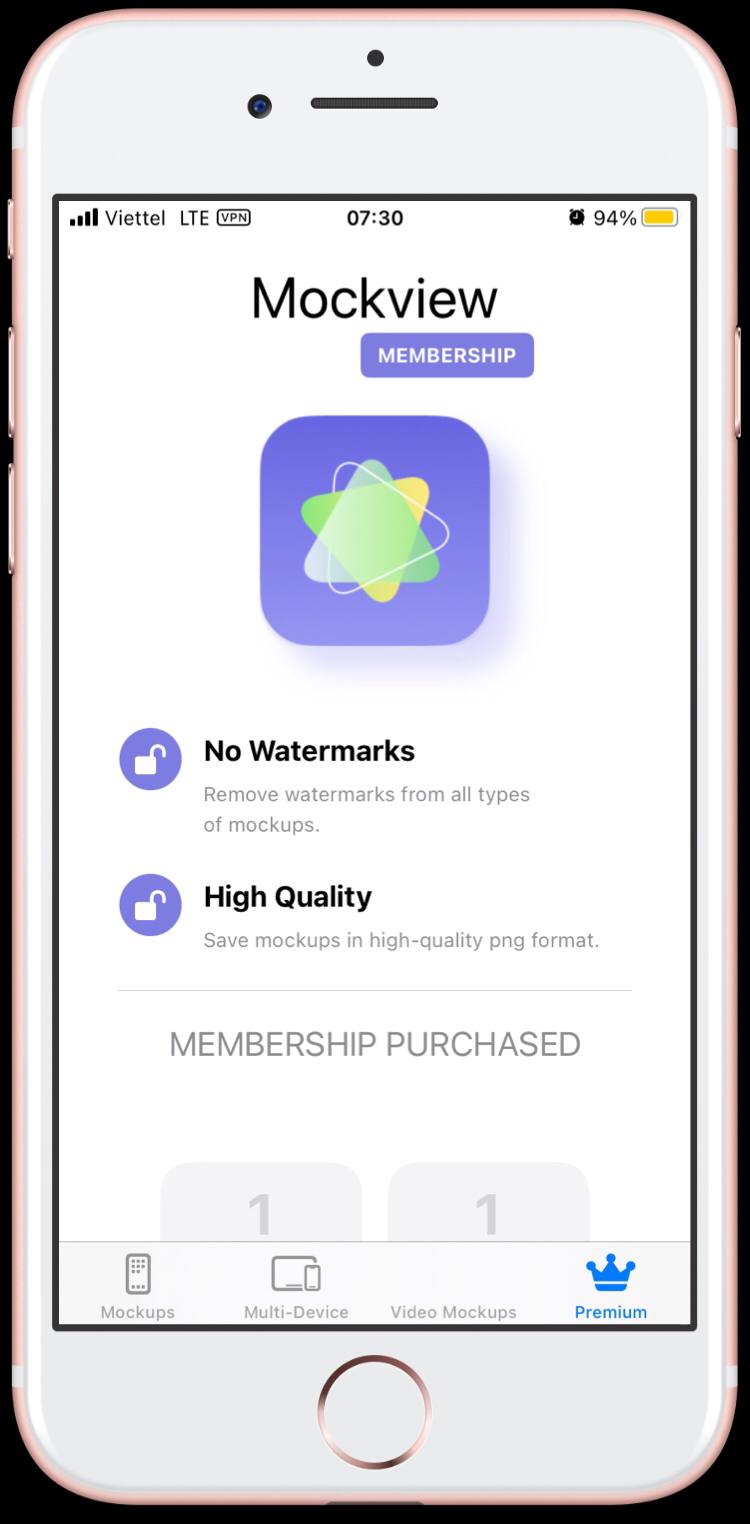 Viettel LTE VPN 07:30 94%
Mockview
MEMBERSHIP
No Watermarks
Remove watermarks from all types
of mockups.
High Quality
Save mockups in high-quality png format.
MEMBERSHIP PURCHASED
1 1
Mockups Multi-Device Video Mockups Premium